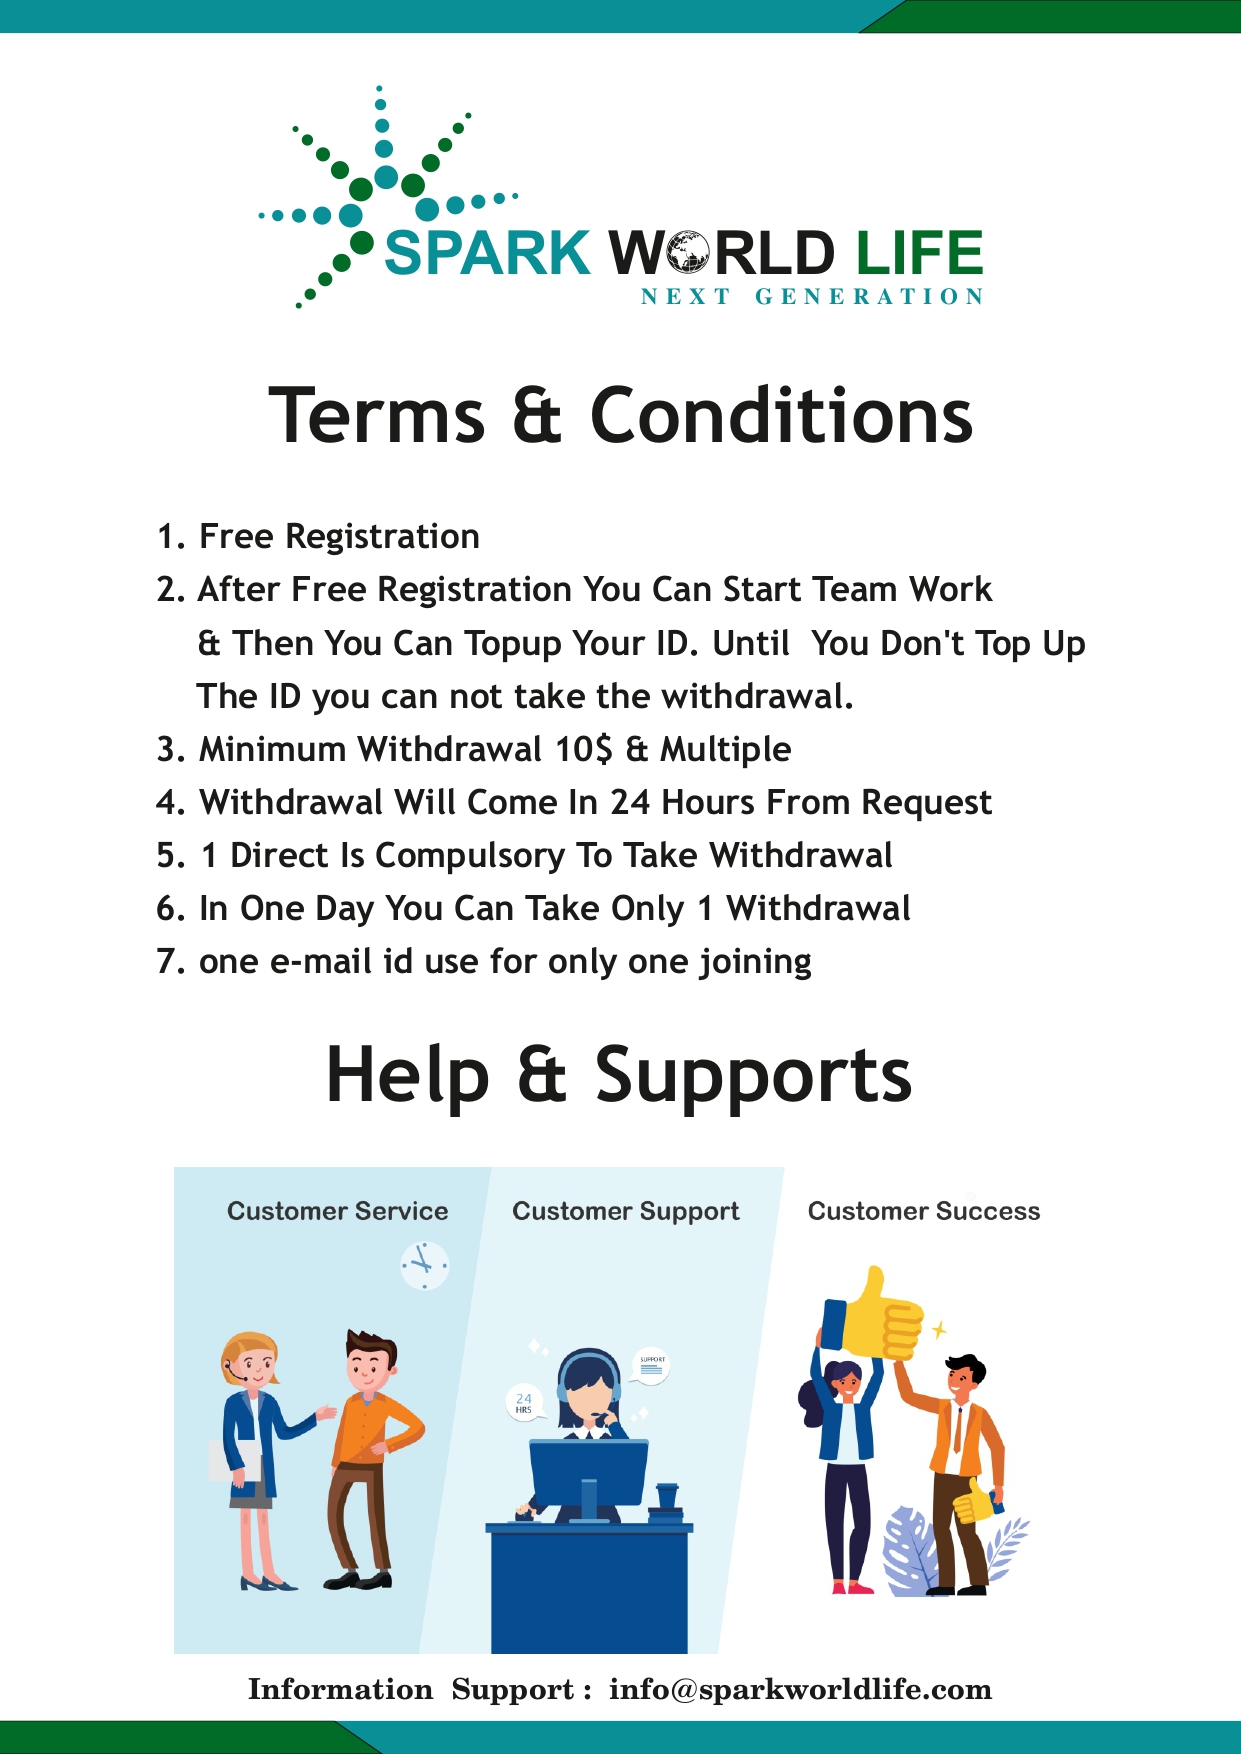 SPARK WORLD LIFE
NEXT GENERATION
Terms & Conditions
1. Free Registration
2. After Free Registration You Can Start Team Work
& Then You Can Topup Your ID. Until  You Don't Top Up
The ID you can not take the withdrawal.
3. Minimum Withdrawal 10$ & Multiple
4. Withdrawal Will Come In 24 Hours From Request
5. 1 Direct Is Compulsory To Take Withdrawal
6. In One Day You Can Take Only 1 Withdrawal
7. one e-mail id use for only one joining
Help & Supports
Customer Service
Customer Support
Customer Success
SUPPORT
24
HRS
Information Support : info@sparkworldlife.com